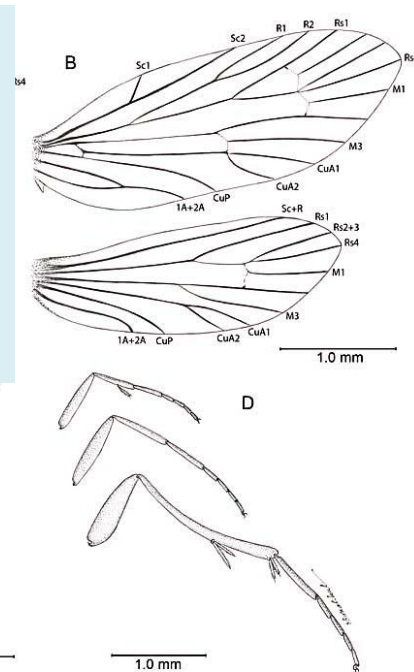 B
Sc1
Sc2
R1
R2
Rs1
Rs4
Rs
M1
M3
CuA1
CuA2
CuP
1A+2A
Sc+R
Rs1
Rs2+3
Rs4
M1
M3
CuA1
CuA2
CuP
1A+2A
1.0 mm
D
1.0 mm